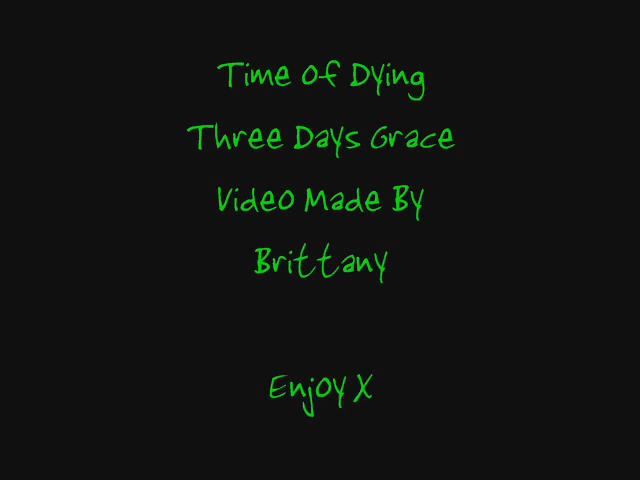 Time Of Dying
Three Days Grace
Video Made By
Brittany
Enjoy X